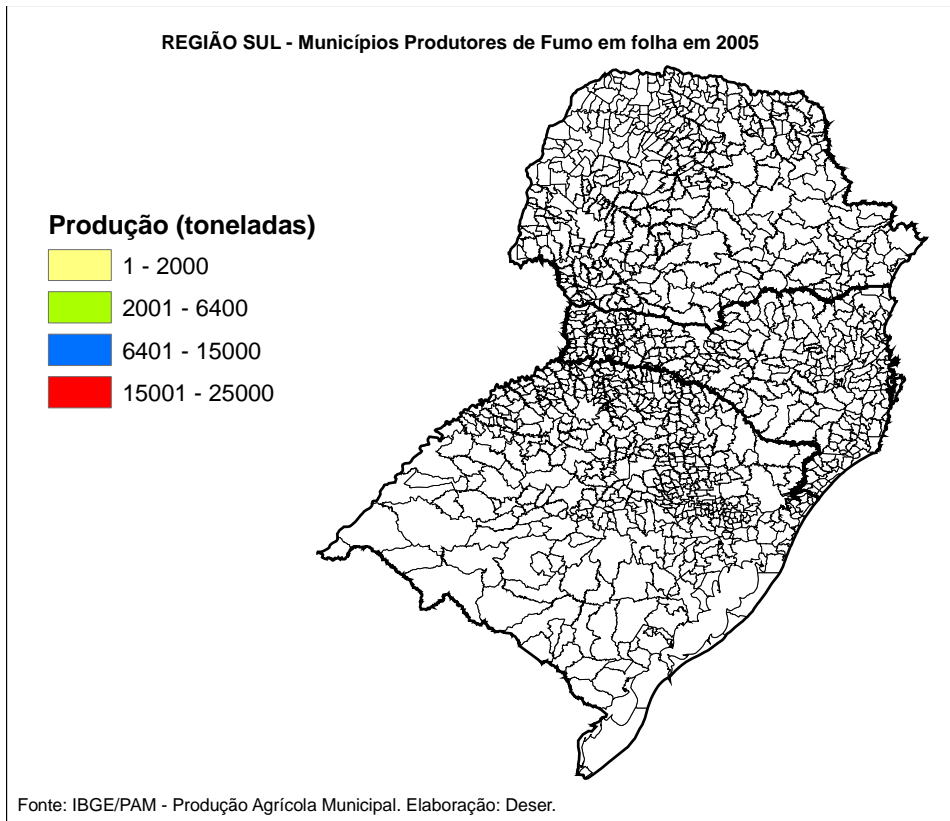 REGIÃO SUL - Municípios Produtores de Fumo em folha em 2005
Produção (toneladas)
1 - 2000
2001 - 6400
6401 - 15000
15001 - 25000
Fonte: IBGE/PAM - Produção Agrícola Municipal. Elaboração: Deser.